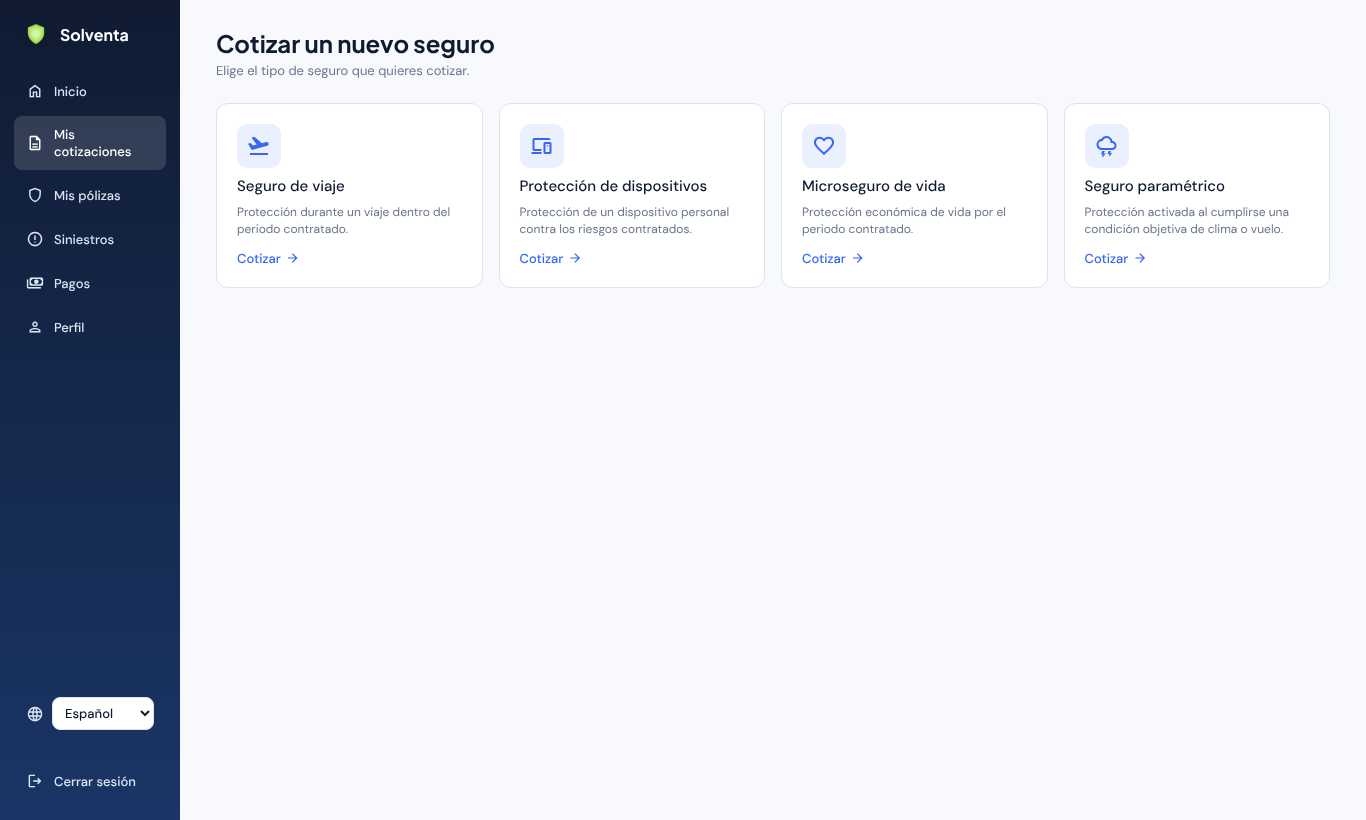 Solventa
Inicio
Mis
cotizaciones
Mis pólizas
Siniestros
Pagos
Perfil
Español
Cerrar sesión
Cotizar un nuevo seguro
Elige el tipo de seguro que quieres cotizar.
Seguro de viaje
Protección durante un viaje dentro del
periodo contratado.
Cotizar
Protección de dispositivos
Protección de un dispositivo personal
contra los riesgos contratados.
Cotizar
Microseguro de vida
Protección económica de vida por el
periodo contratado.
Cotizar
Seguro paramétrico
Protección activada al cumplirse una
condición objetiva de clima o vuelo.
Cotizar